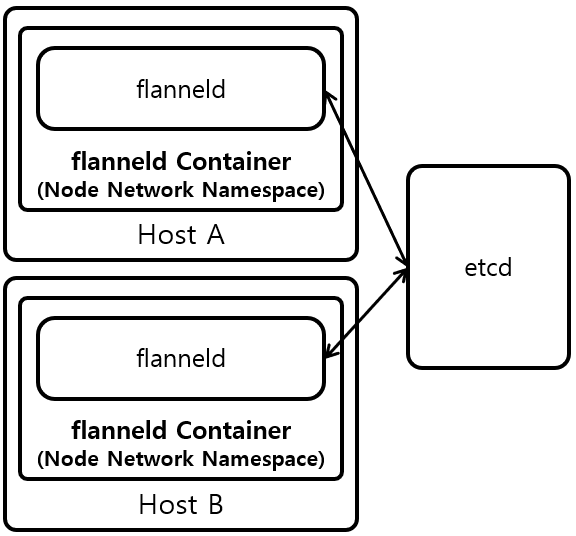 flanneld
flanneld Container
(Node Network Namespace)
Host A
etcd
flanneld
flanneld Container
(Node Network Namespace)
Host B